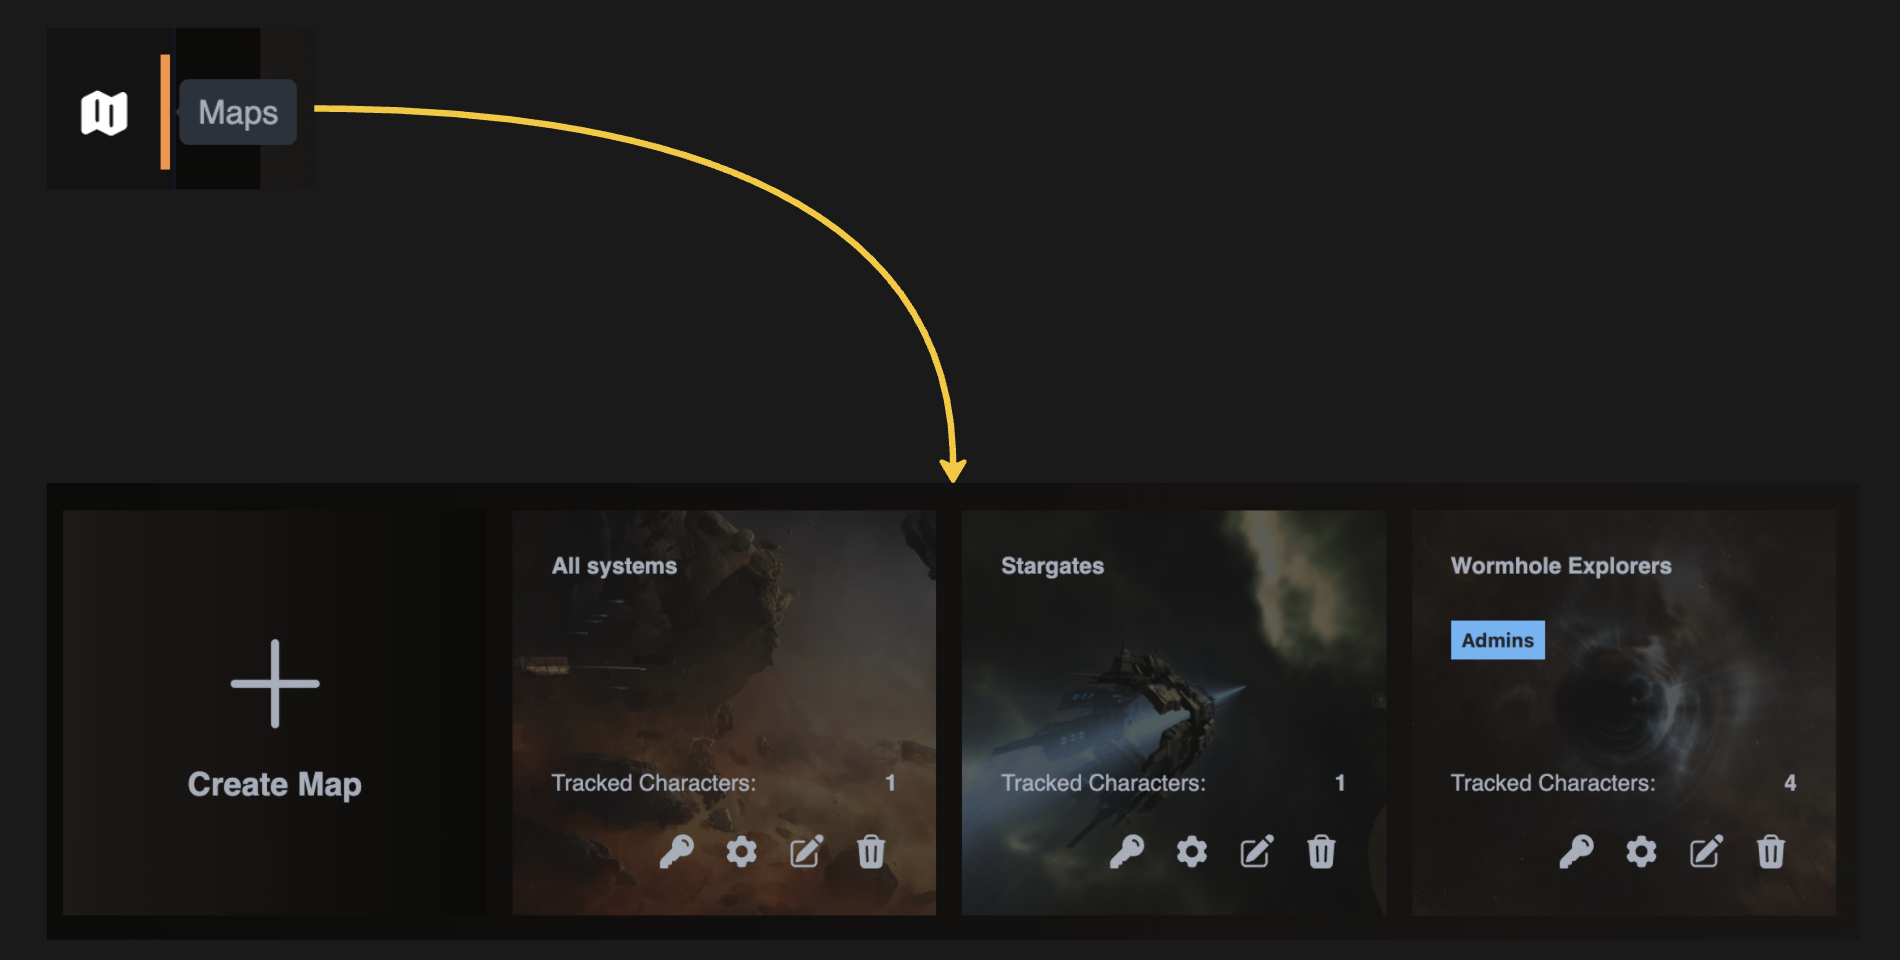 Maps
Create Map
All systems
Tracked Characters: 1
Stargates
Tracked Characters: 1
Wormhole Explorers
Admins
Tracked Characters: 4